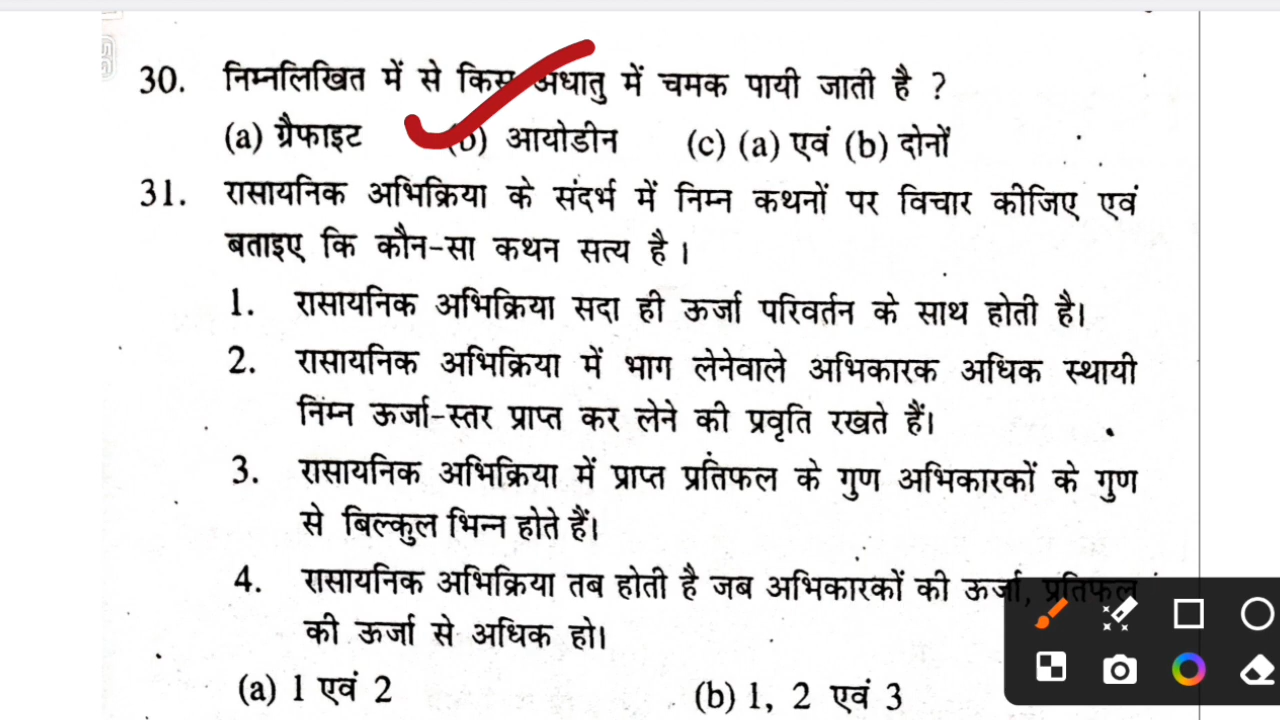 30. निम्नलिखित में से किस अधातु में चमक पायी जाती है ?
(a) ग्रैफाइट (b) आयोडीन (c) (a) एवं (b) दोनों
31. रासायनिक अभिक्रिया के संदर्भ में निम्न कथनों पर विचार कीजिए एवं
बताइए कि कौन-सा कथन सत्य है।
1. रासायनिक अभिक्रिया सदा ही ऊर्जा परिवर्तन के साथ होती है।
2. रासायनिक अभिक्रिया में भाग लेनेवाले अभिकारक अधिक स्थायी
निम्न ऊर्जा-स्तर प्राप्त कर लेने की प्रवृति रखते हैं।
3. रासायनिक अभिक्रिया में प्राप्त प्रतिफल के गुण अभिकारकों के गुण
से बिल्कुल भिन्न होते हैं।
4. रासायनिक अभिक्रिया तब होती है जब अभिकारकों की ऊर्जा, प्रतिफल
की ऊर्जा से अधिक हो।
(a) 1 एवं 2 (b) 1, 2 एवं 3